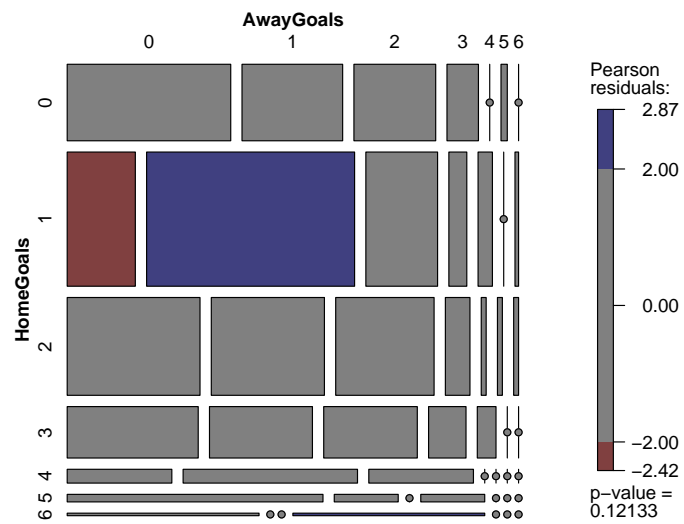 AwayGoals
0 1 2 3 4 5 6
HomeGoals
0
1
2
3
4
5
6
Pearson
residuals:
2.87
2.00
0.00
−2.00
−2.42
p-value =
0.12133